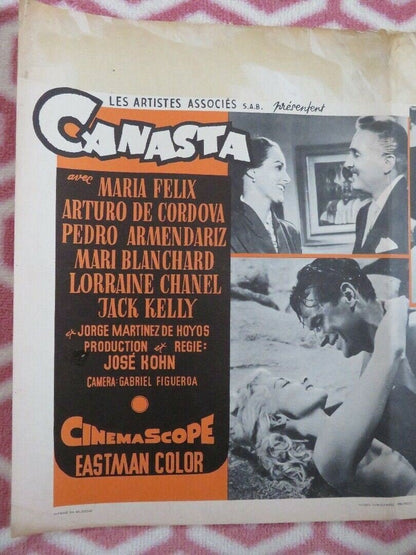 LES ARTISTES ASSOCIÉS S.A.B. présentent
CANASTA
avec
MARIA FELIX
ARTURO DE CORDOVA
PEDRO ARMENDARIZ
MARI BLANCHARD
LORRAINE CHANEL
JACK KELLY
et JORGE MARTINEZ DE HOYOS
PRODUCTION et REGIE:
JOSÉ KOHN
CAMERA: GABRIEL FIGUEROA
CINEMASCOPE
EASTMAN COLOR